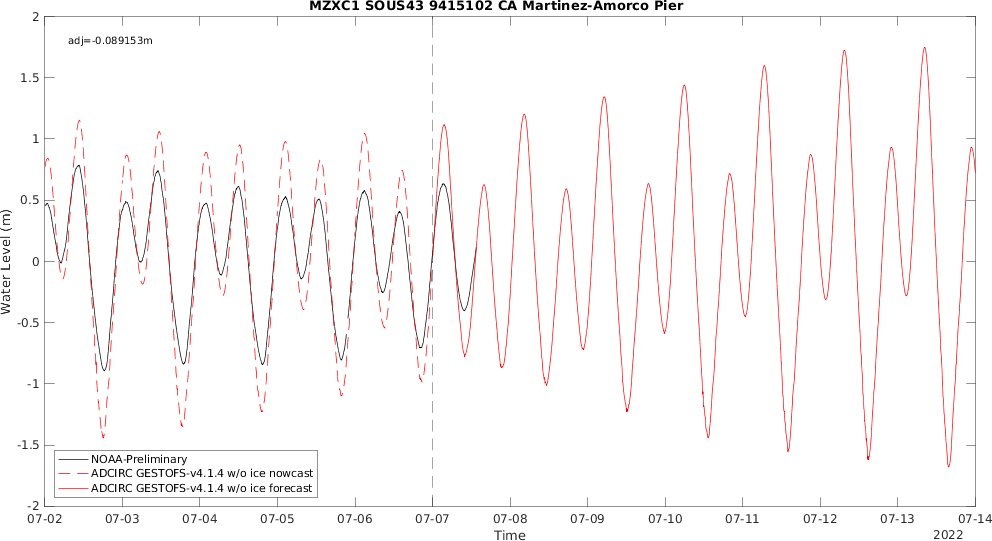 MZXC1 SOUS43 9415102 CA Martinez-Amorco Pier
adj=-0.089153m
2
1.5
1
0.5
0
-0.5
-1
-1.5
-2
Water Level (m)
NOAA-Preliminary
ADCIRC GESTOFS-v4.1.4 w/o ice nowcast
ADCIRC GESTOFS-v4.1.4 w/o ice forecast
07-02 07-03 07-04 07-05 07-06 07-07 07-08 07-09 07-10 07-11 07-12 07-13 07-14
Time
2022